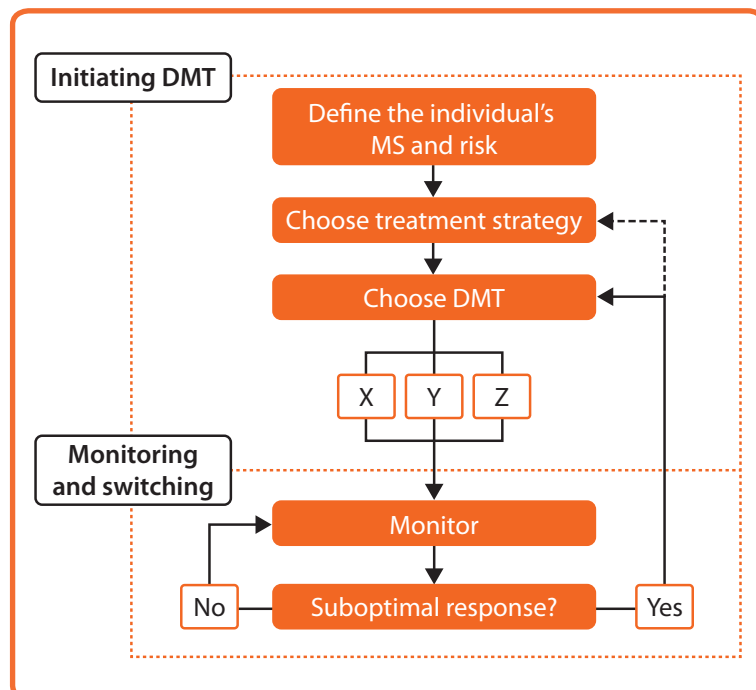 Initiating DMT
Define the individual's
MS and risk
Choose treatment strategy
Choose DMT
X
Y
Z
Monitoring
and switching
Monitor
No
Suboptimal response?
Yes